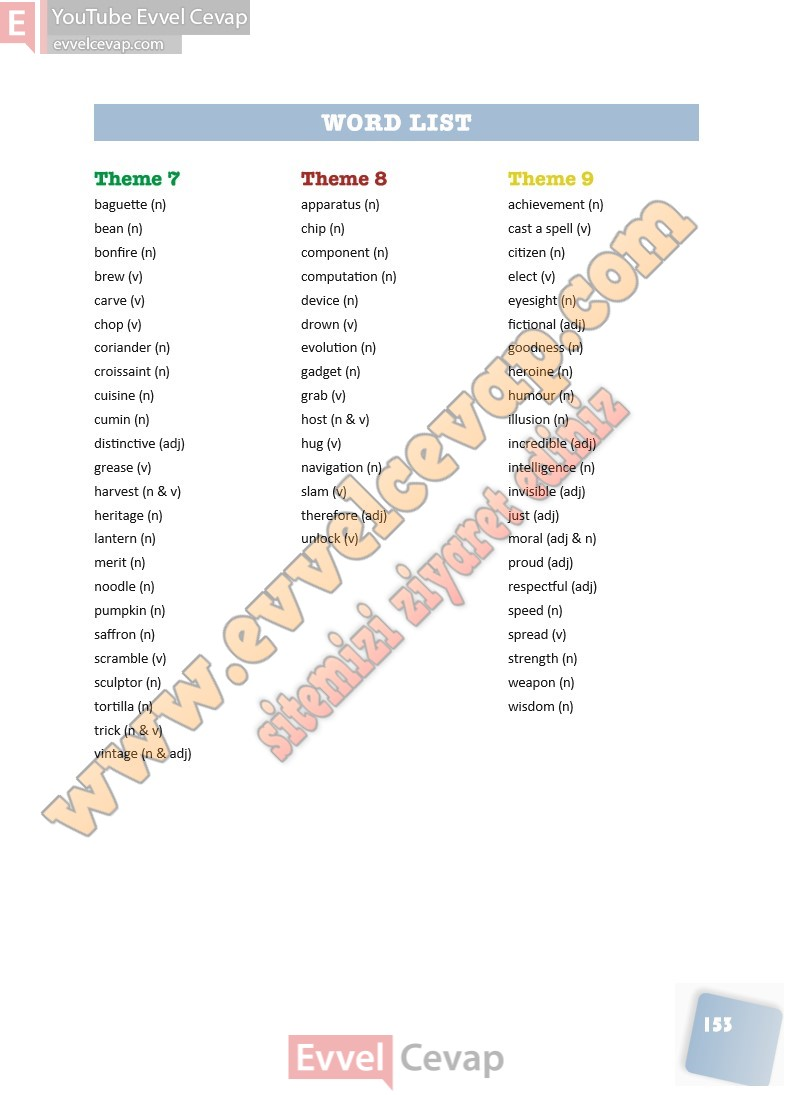 E
YouTube Evvel Cevap
evvelcevap.com
WORD LIST
Theme 7
baguette (n)
bean (n)
bonfire (n)
brew (v)
carve (v)
chop (v)
coriander (n)
croissaint (n)
cuisine (n)
cumin (n)
distinctive (adj)
grease (v)
harvest (n & v)
heritage (n)
lantern (n)
merit (n)
noodle (n)
pumpkin (n)
saffron (n)
scramble (v)
sculptor (n)
tortilla (n)
trick (n & v)
vintage (n & adj)
Theme 8
apparatus (n)
chip (n)
component (n)
computation (n)
device (n)
drown (v)
evolution (n)
gadget (n)
grab (v)
host (n & v)
hug (v)
navigation (n)
slam (v)
therefore (adj)
unlock (v)
Theme 9
achievement (n)
cast a spell (v)
citizen (n)
elect (v)
eyesight (n)
fictional (adj)
goodness (n)
heroine (n)
humour (n)
illusion (n)
incredible (adj)
intelligence (n)
invisible (adj)
just (adj)
moral (adj & n)
proud (adj)
respectful (adj)
speed (n)
spread (v)
strength (n)
weapon (n)
wisdom (n)
www.evvelcevap.com
sitemizi ziyaret ediniz
153
Evvel Cevap